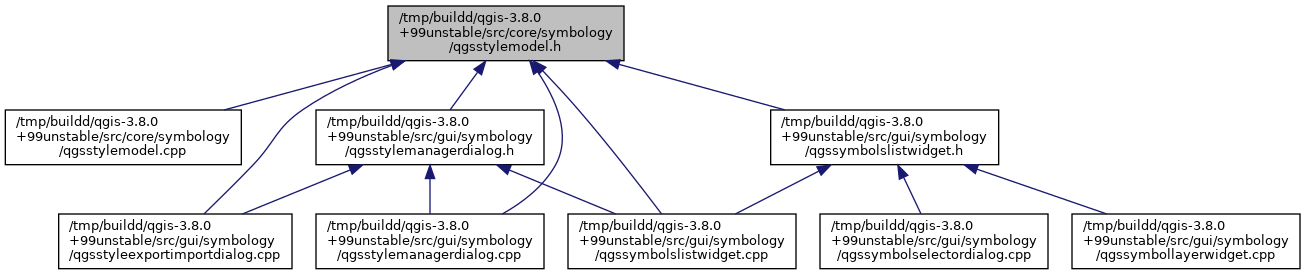 /tmp/buildd/qgis-3.8.0
+99unstable/src/core/symbology
/qgsstylemodel.h
/tmp/buildd/qgis-3.8.0
+99unstable/src/core/symbology
/qgsstylemodel.cpp
/tmp/buildd/qgis-3.8.0
+99unstable/src/gui/symbology
/qgsstylemanagerdialog.h
/tmp/buildd/qgis-3.8.0
+99unstable/src/gui/symbology
/qgssymbolslistwidget.h
/tmp/buildd/qgis-3.8.0
+99unstable/src/gui/symbology
/qgsstyleexportimportdialog.cpp
/tmp/buildd/qgis-3.8.0
+99unstable/src/gui/symbology
/qgsstylemanagerdialog.cpp
/tmp/buildd/qgis-3.8.0
+99unstable/src/gui/symbology
/qgssymbolslistwidget.cpp
/tmp/buildd/qgis-3.8.0
+99unstable/src/gui/symbology
/qgssymbolselectordialog.cpp
/tmp/buildd/qgis-3.8.0
+99unstable/src/gui/symbology
/qgssymbollayerwidget.cpp